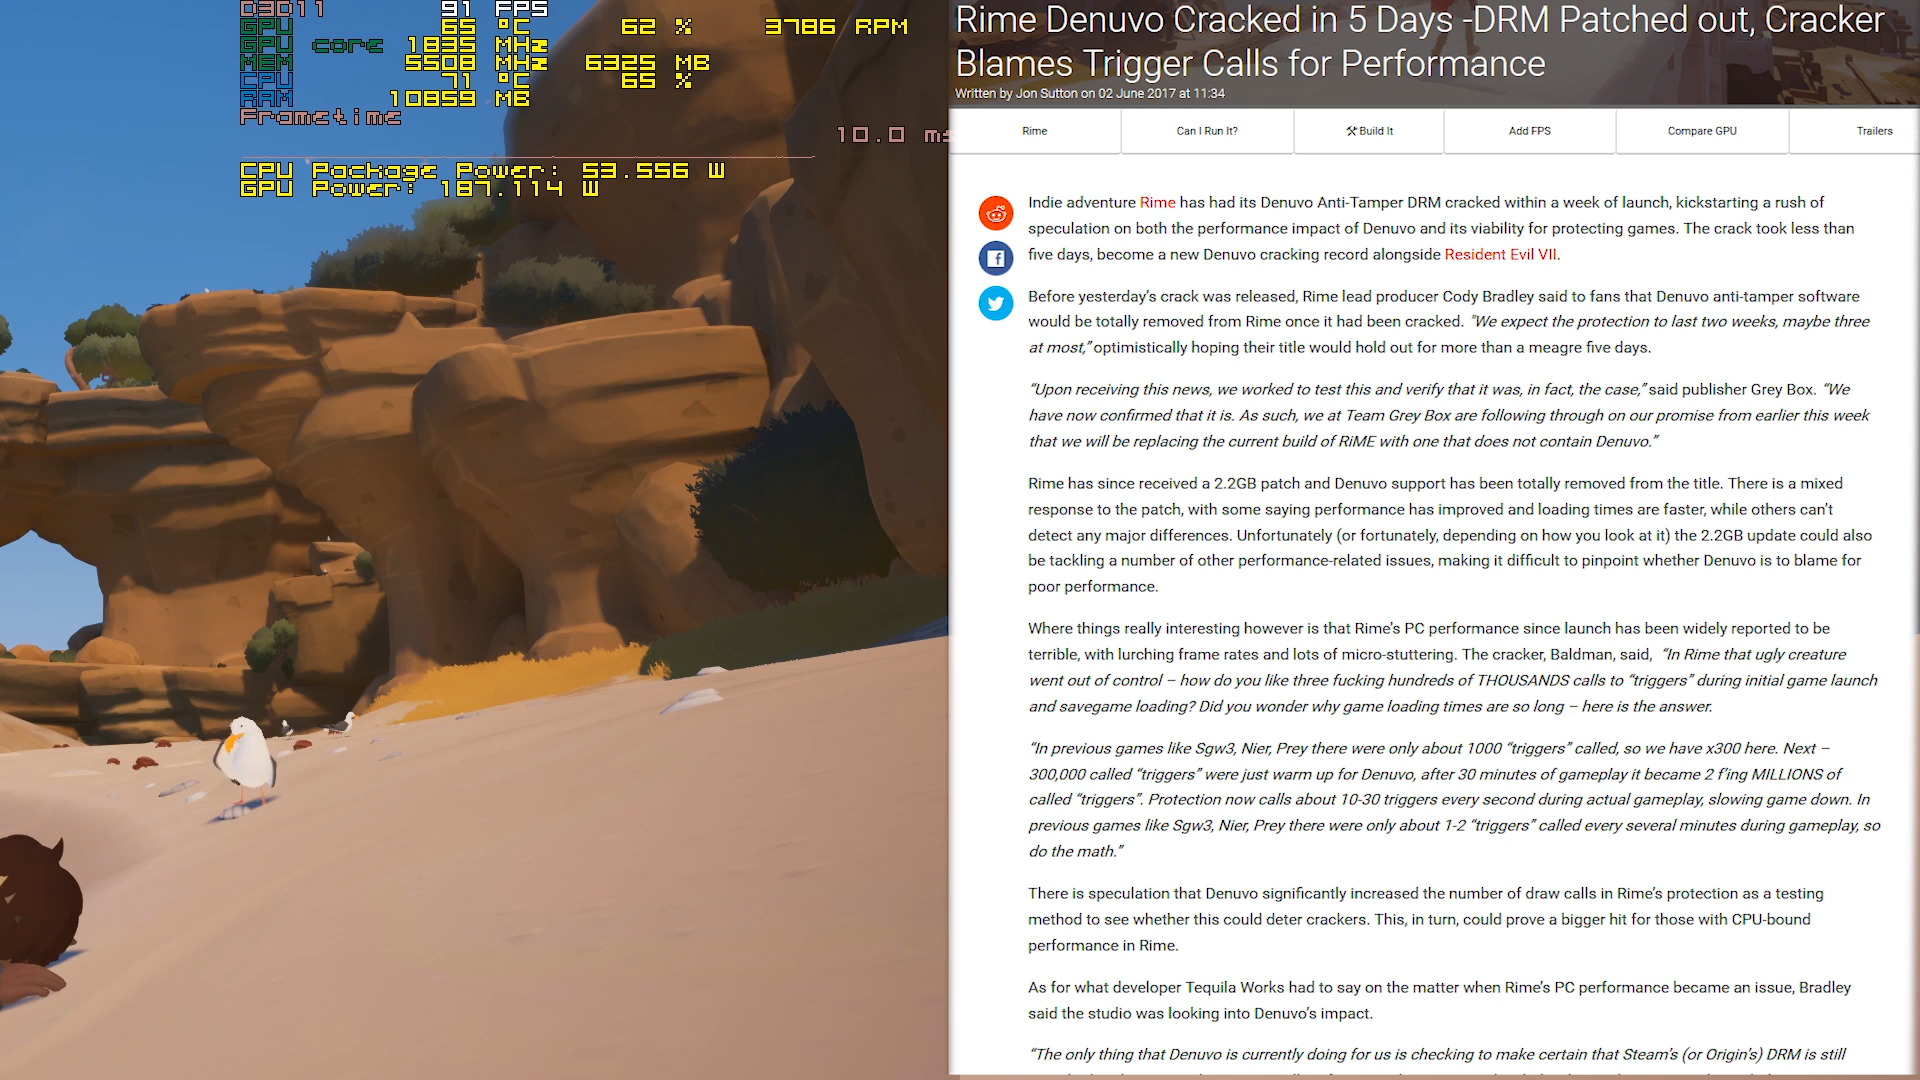 D3D11 91 FPS
GPU 65 °C 62 % 3786 RPM
GPU core 1835 MHz
MEM 5508 MHz 6325 MB
CPU 71 °C 65 %
RAM 10859 MB
Frametime
10.0 ms
CPU Package Power: 53.556 W
GPU Power: 187.114 W
Rime Denuvo Cracked in 5 Days -DRM Patched out, Cracker
Blames Trigger Calls for Performance
Written by Jon Sutton on 02 June 2017 at 11:34
Rime Can I Run It? Build It Add FPS Compare GPU Trailers
Indie adventure Rime has had its Denuvo Anti-Tamper DRM cracked within a week of launch, kickstarting a rush of
speculation on both the performance impact of Denuvo and its viability for protecting games. The crack took less than
five days, become a new Denuvo cracking record alongside Resident Evil VII.
Before yesterday's crack was released, Rime lead producer Cody Bradley said to fans that Denuvo anti-tamper software
would be totally removed from Rime once it had been cracked. "We expect the protection to last two weeks, maybe three
at most," optimistically hoping their title would hold out for more than a meagre five days.
“Upon receiving this news, we worked to test this and verify that it was, in fact, the case,” said publisher Grey Box. “We
have now confirmed that it is. As such, we at Team Grey Box are following through on our promise from earlier this week
that we will be replacing the current build of RiME with one that does not contain Denuvo.”
Rime has since received a 2.2GB patch and Denuvo support has been totally removed from the title. There is a mixed
response to the patch, with some saying performance has improved and loading times are faster, while others can't
detect any major differences. Unfortunately (or fortunately, depending on how you look at it) the 2.2GB update could also
be tackling a number of other performance-related issues, making it difficult to pinpoint whether Denuvo is to blame for
poor performance.
Where things really interesting however is that Rime's PC performance since launch has been widely reported to be
terrible, with lurching frame rates and lots of micro-stuttering. The cracker, Baldman, said, “In Rime that ugly creature
went out of control – how do you like three fucking hundreds of THOUSANDS calls to “triggers” during initial game launch
and savegame loading? Did you wonder why game loading times are so long – here is the answer.
“In previous games like Sgw3, Nier, Prey there were only about 1000 “triggers” called, so we have x300 here. Next –
300,000 called “triggers” were just warm up for Denuvo, after 30 minutes of gameplay it became 2 f'ing MILLIONS of
called “triggers”. Protection now calls about 10-30 triggers every second during actual gameplay, slowing game down. In
previous games like Sgw3, Nier, Prey there were only about 1-2 “triggers” called every several minutes during gameplay, so
do the math.”
There is speculation that Denuvo significantly increased the number of draw calls in Rime's protection as a testing
method to see whether this could deter crackers. This, in turn, could prove a bigger hit for those with CPU-bound
performance in Rime.
As for what developer Tequila Works had to say on the matter when Rime's PC performance became an issue, Bradley
said the studio was looking into Denuvo's impact.
“The only thing that Denuvo is currently doing for us is checking to make certain that Steam's (or Origin's) DRM is still